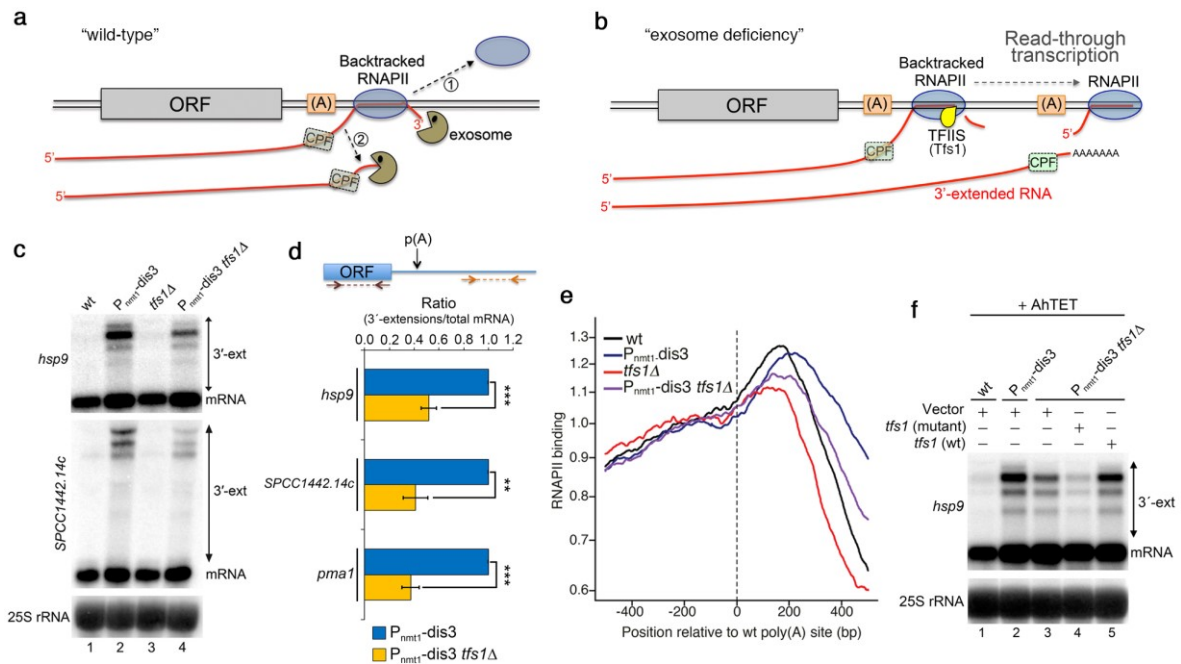 a
"wild-type"
Backtracked
RNAPII
1
ORF
(A)
3'
exosome
CPF
2
5'
CPF
5'
b
"exosome deficiency"
Read-through
transcription
Backtracked
RNAPII
RNAPII
ORF
(A)
(A)
TFIIS
(Tfs1)
5'
CPF
5'
CPF
AAAAAAA
5'
3'-extended RNA
c
wt
Pnmt1-dis3
tfs1Δ
Pnmt1-dis3 tfs1Δ
hsp9
3′-ext
mRNA
SPCC1442.14c
3′-ext
mRNA
25S rRNA
1 2 3 4
d
p(A)
ORF
Ratio
(3´-extensions/total mRNA)
0.0 0.2 0.4 0.6 0.8 1.0 1.2
hsp9
***
SPCC1442.14c
**
pma1
***
Pnmt1-dis3
Pnmt1-dis3 tfs1Δ
e
wt
Pnmt1.dis3
tfs1Δ
Pnmt1-dis3 tfs1Δ
RNAPII binding
1.3
1.2
1.1
1.0
0.9
0.8
0.7
0.6
-400 -200 0 200 400
Position relative to wt poly(A) site (bp)
f
+ AhTET
wt
Pnmt1-dis3
Pnmt1-dis3 tfs1Δ
Vector + + + – –
tfs1 (mutant) – – – + –
tfs1 (wt) – – – – +
hsp9
3´-ext
mRNA
25S rRNA
1 2 3 4 5